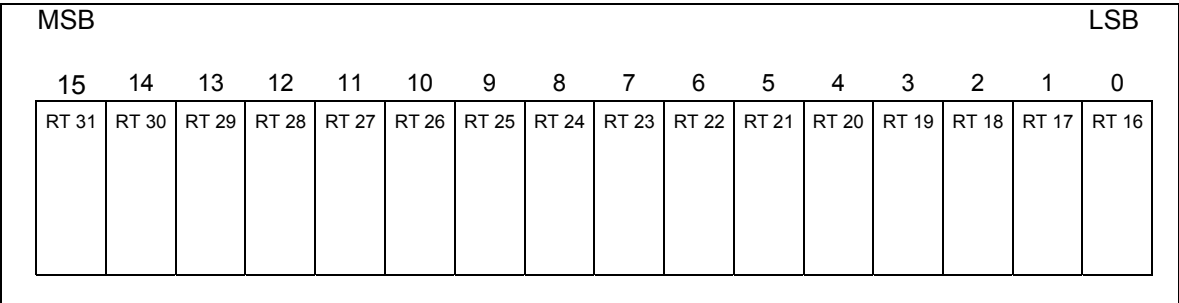 MSB LSB
15 14 13 12 11 10 9 8 7 6 5 4 3 2 1 0
RT 31 RT 30 RT 29 RT 28 RT 27 RT 26 RT 25 RT 24 RT 23 RT 22 RT 21 RT 20 RT 19 RT 18 RT 17 RT 16